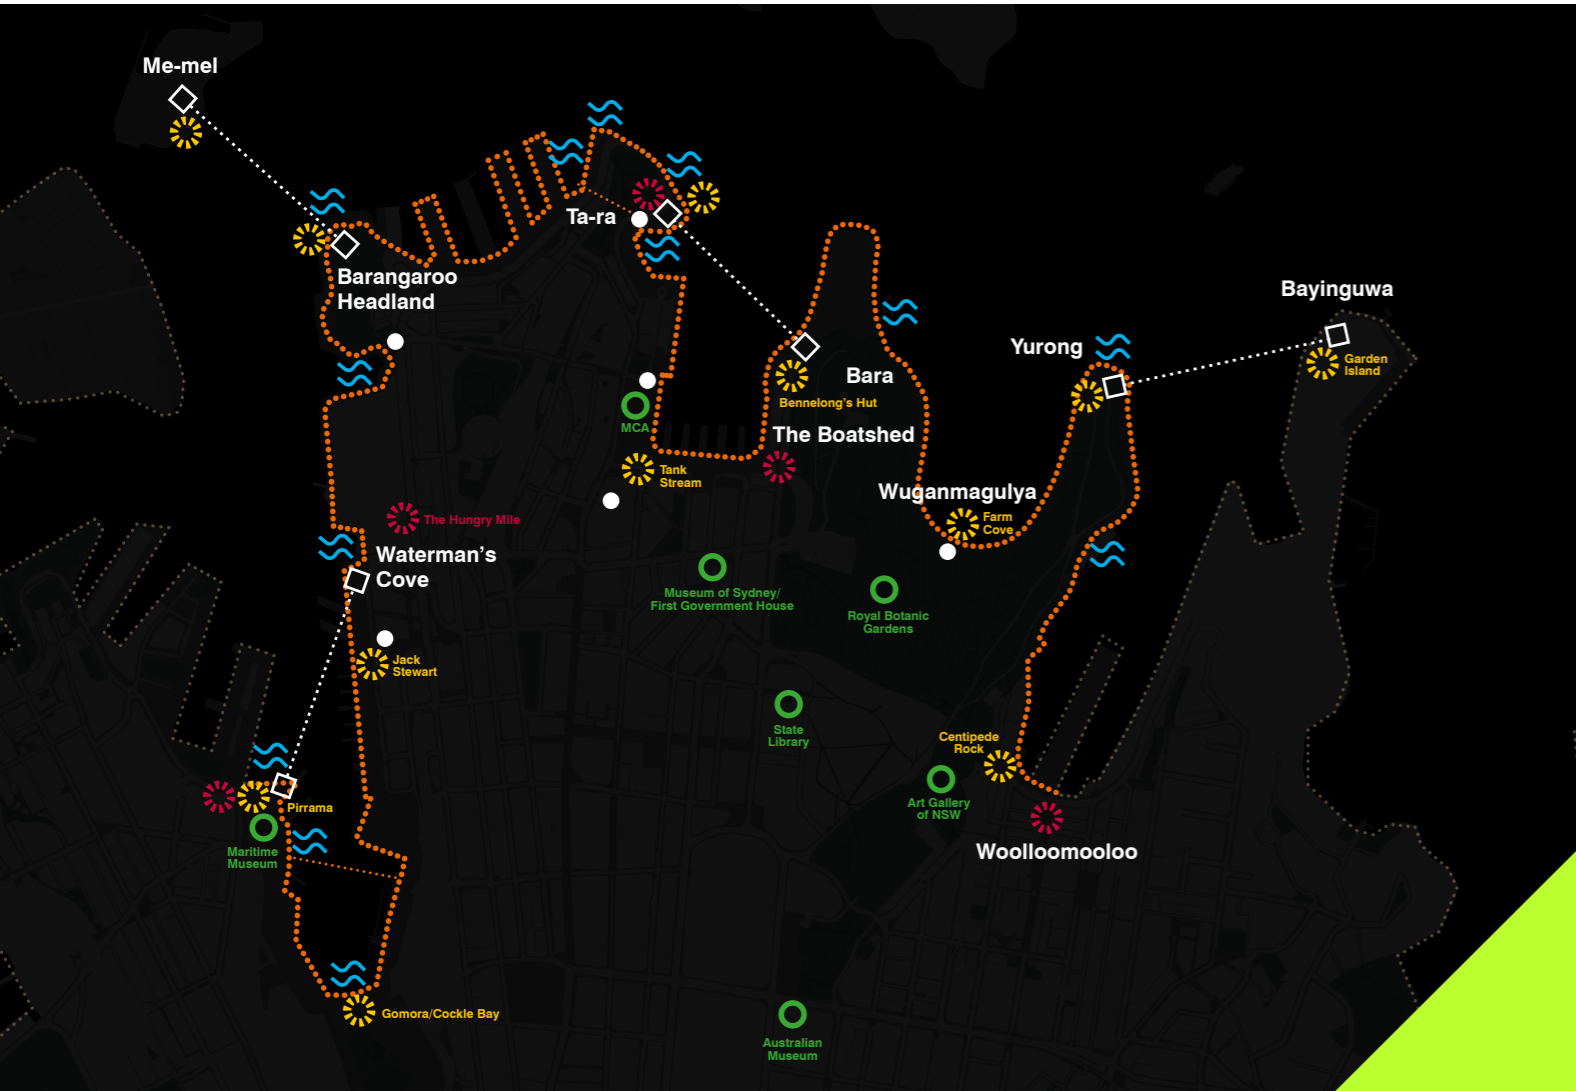 Me-mel
Ta-ra
Barangaroo
Headland
Bayinguwa
Yurong
Garden
Island
Bara
Bennelong's Hut
MCA
The Boatshed
Tank
Stream
Wuganmagulya
Farm
Cove
The Hungry Mile
Waterman's
Cove
Museum of Sydney/
First Government House
Royal Botanic
Gardens
Jack
Stewart
State
Library
Centipede
Rock
Pirrama
Art Gallery
of NSW
Maritime
Museum
Woolloomooloo
Gomora/Cockle Bay
Australian
Museum